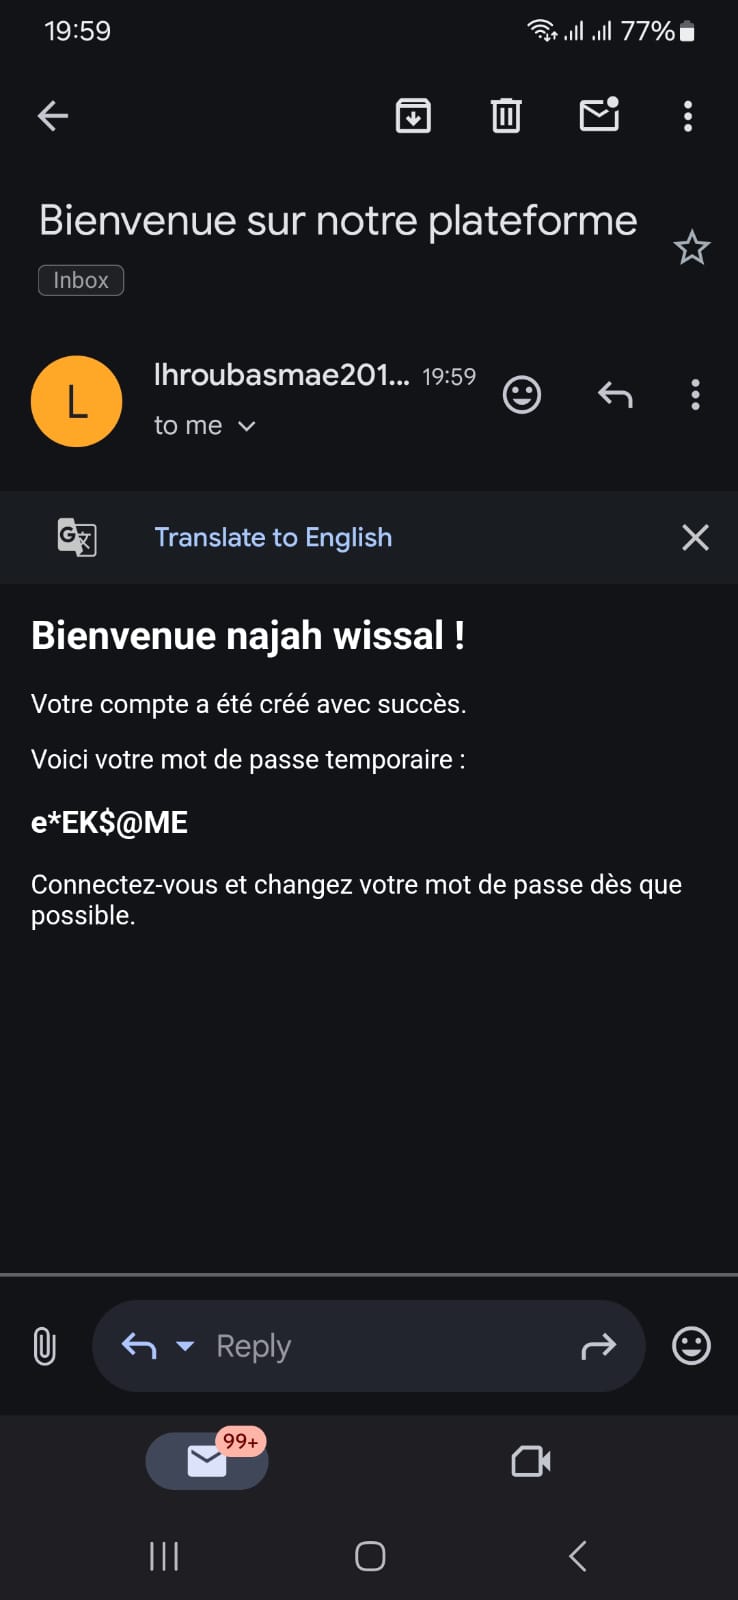 19:59
77%
Bienvenue sur notre plateforme
Inbox
L
lhroubasmae201... 19:59
to me
Translate to English
Bienvenue najah wissal !
Votre compte a été créé avec succès.
Voici votre mot de passe temporaire :
e*EK$@ME
Connectez-vous et changez votre mot de passe dès que
possible.
Reply
99+